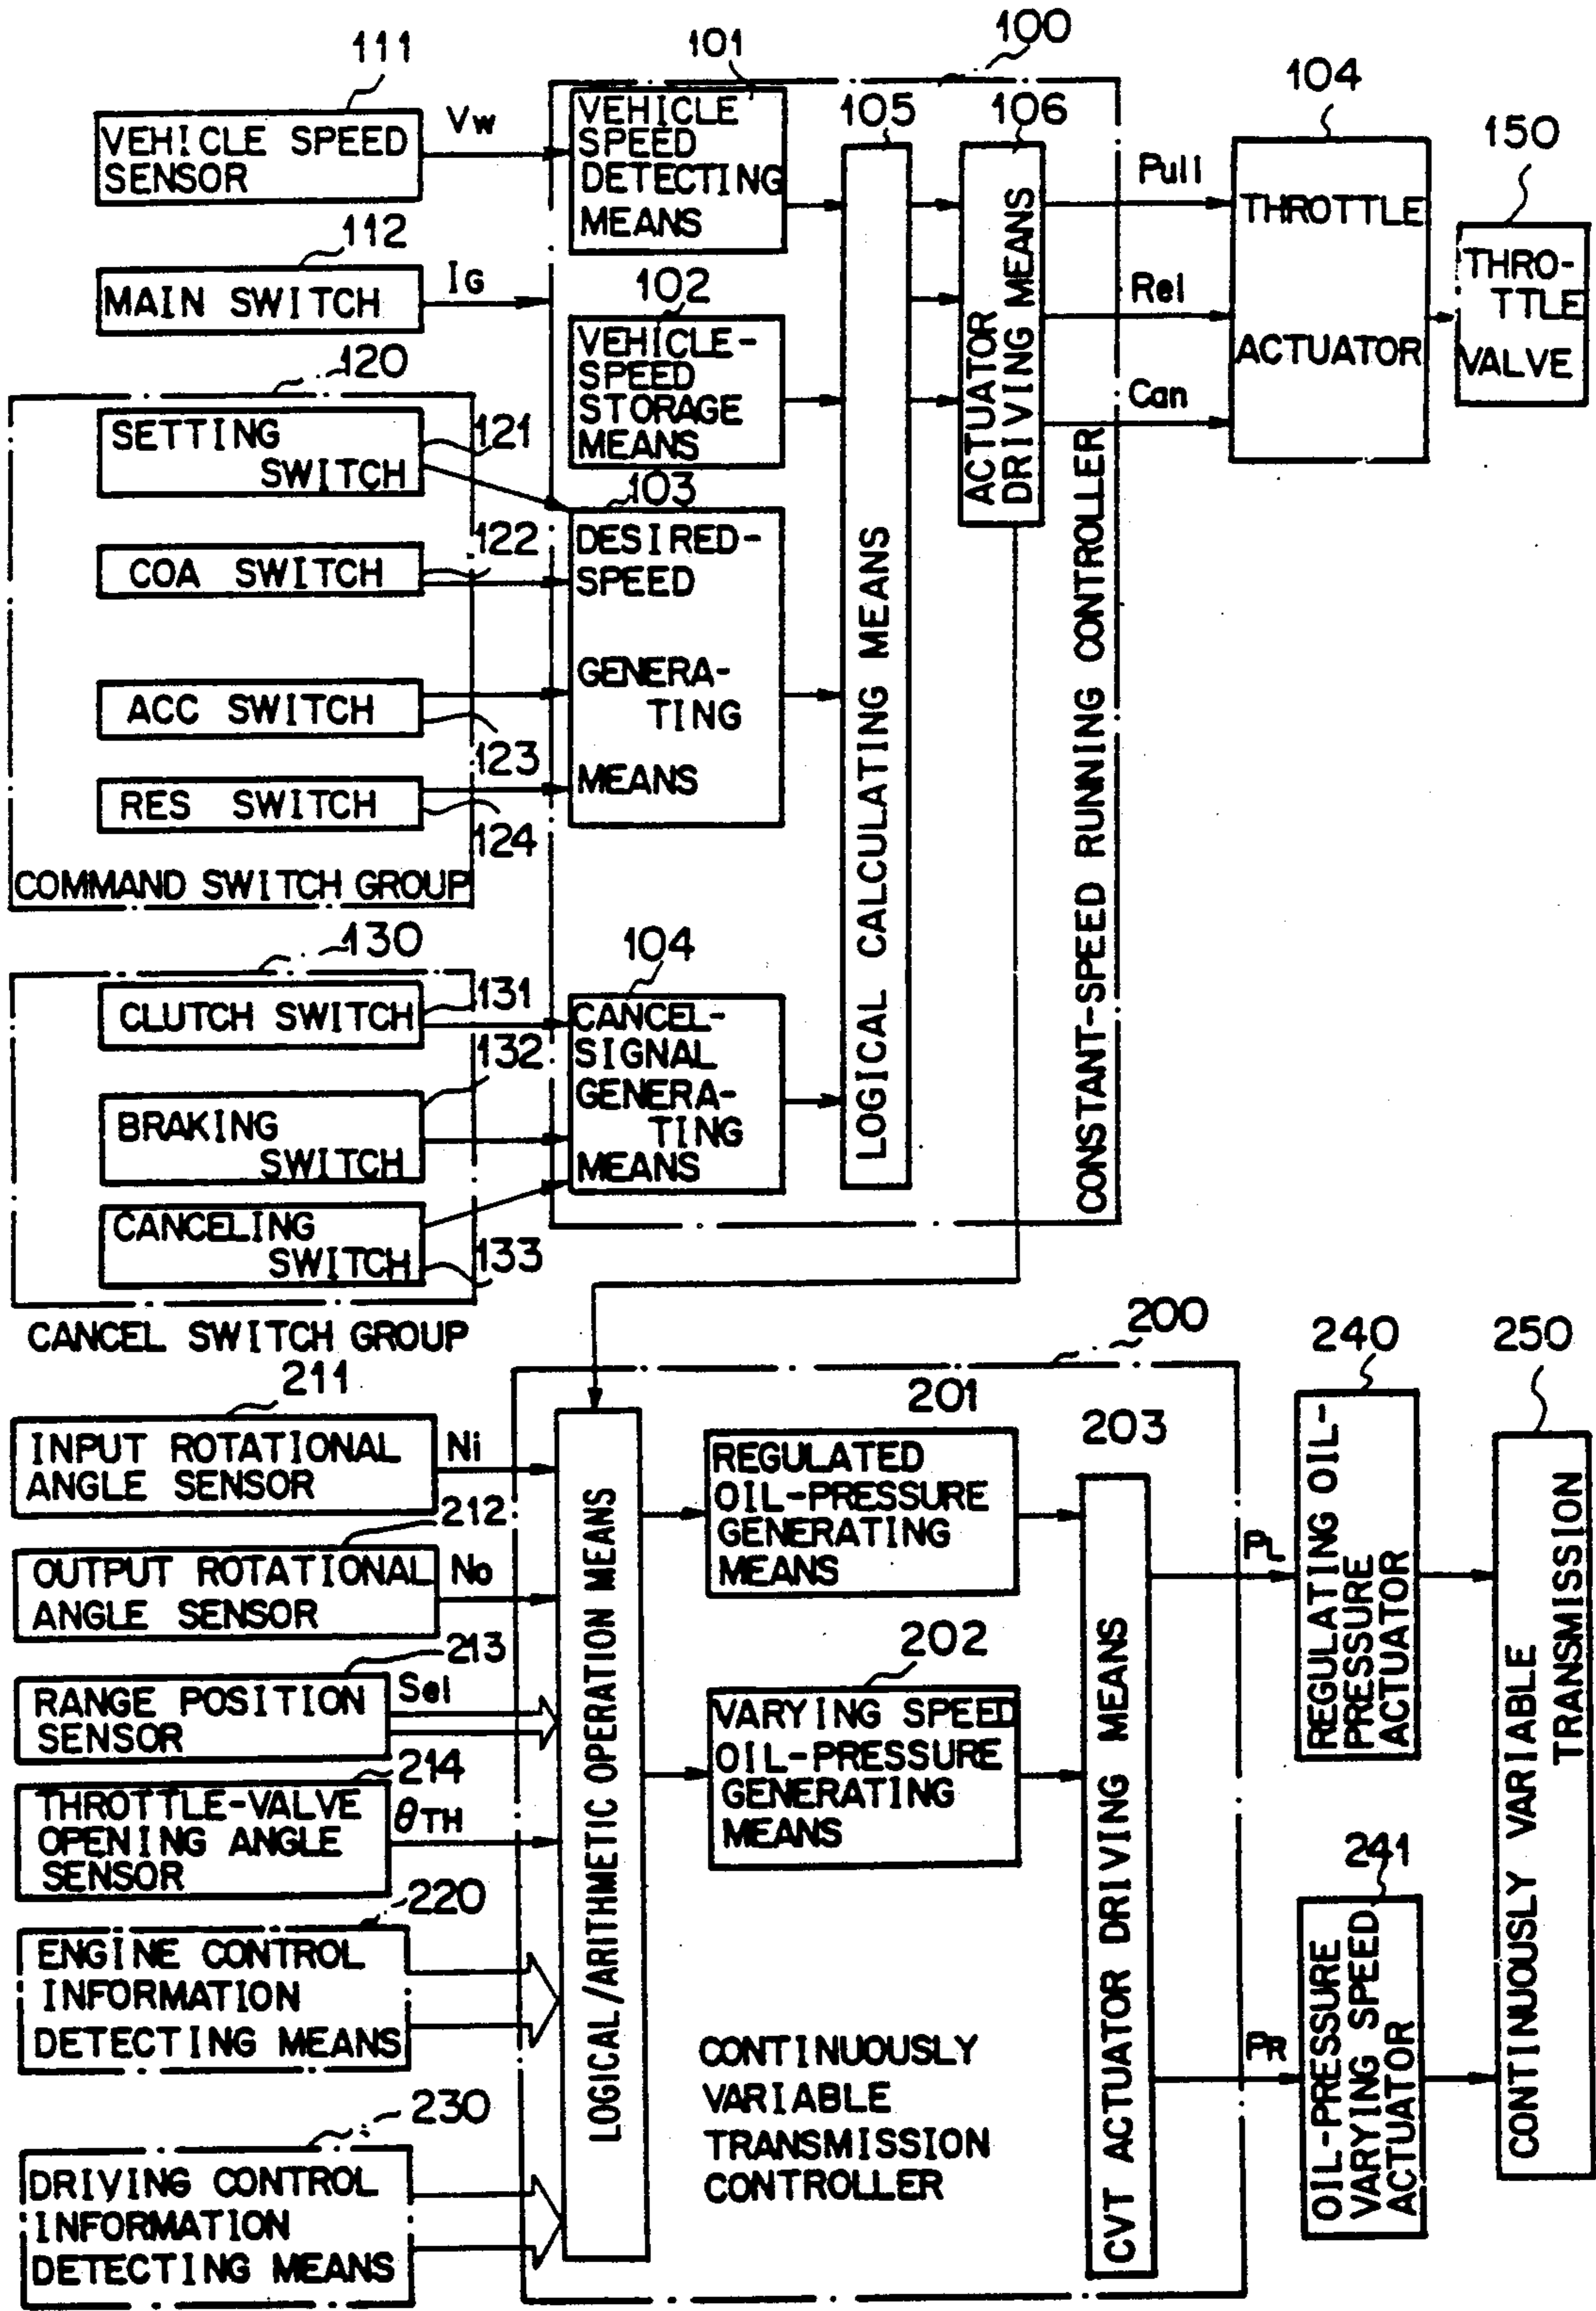 111
101
100
104
VEHICLE SPEED
SENSOR
Vw
VEHICLE
SPEED
DETECTING
MEANS
105
106
150
Pull
THROTTLE
ACTUATOR
THRO-
TTLE
VALVE
112
MAIN SWITCH
IG
102
VEHICLE-
SPEED
STORAGE
MEANS
ACTUATOR
DRIVING MEANS
Rel
Can
120
SETTING
SWITCH
121
103
COA SWITCH
122
DESIRED-
SPEED
GENERA-
TING
MEANS
ACC SWITCH
123
RES SWITCH
124
COMMAND SWITCH GROUP
LOGICAL CALCULATING MEANS
CONSTANT-SPEED RUNNING CONTROLLER
130
104
CLUTCH SWITCH
131
CANCEL-
SIGNAL
GENERA-
TING
MEANS
132
BRAKING
SWITCH
CANCELING
SWITCH
133
CANCEL SWITCH GROUP
200
240
250
211
INPUT ROTATIONAL
ANGLE SENSOR
Ni
201
REGULATED
OIL-PRESSURE
GENERATING
MEANS
203
212
OUTPUT ROTATIONAL
ANGLE SENSOR
No
PL
REGULATING OIL-
PRESSURE
ACTUATOR
213
RANGE POSITION
SENSOR
Sel
202
VARYING SPEED
OIL-PRESSURE
GENERATING
MEANS
214
THROTTLE-VALVE
OPENING ANGLE
SENSOR
θTH
LOGICAL/ARITHMETIC OPERATION MEANS
CVT ACTUATOR DRIVING MEANS
CONTINUOUSLY VARIABLE
TRANSMISSION
241
220
ENGINE CONTROL
INFORMATION
DETECTING MEANS
PR
OIL-PRESSURE
VARYING SPEED
ACTUATOR
CONTINUOUSLY
VARIABLE
TRANSMISSION
CONTROLLER
230
DRIVING CONTROL
INFORMATION
DETECTING MEANS